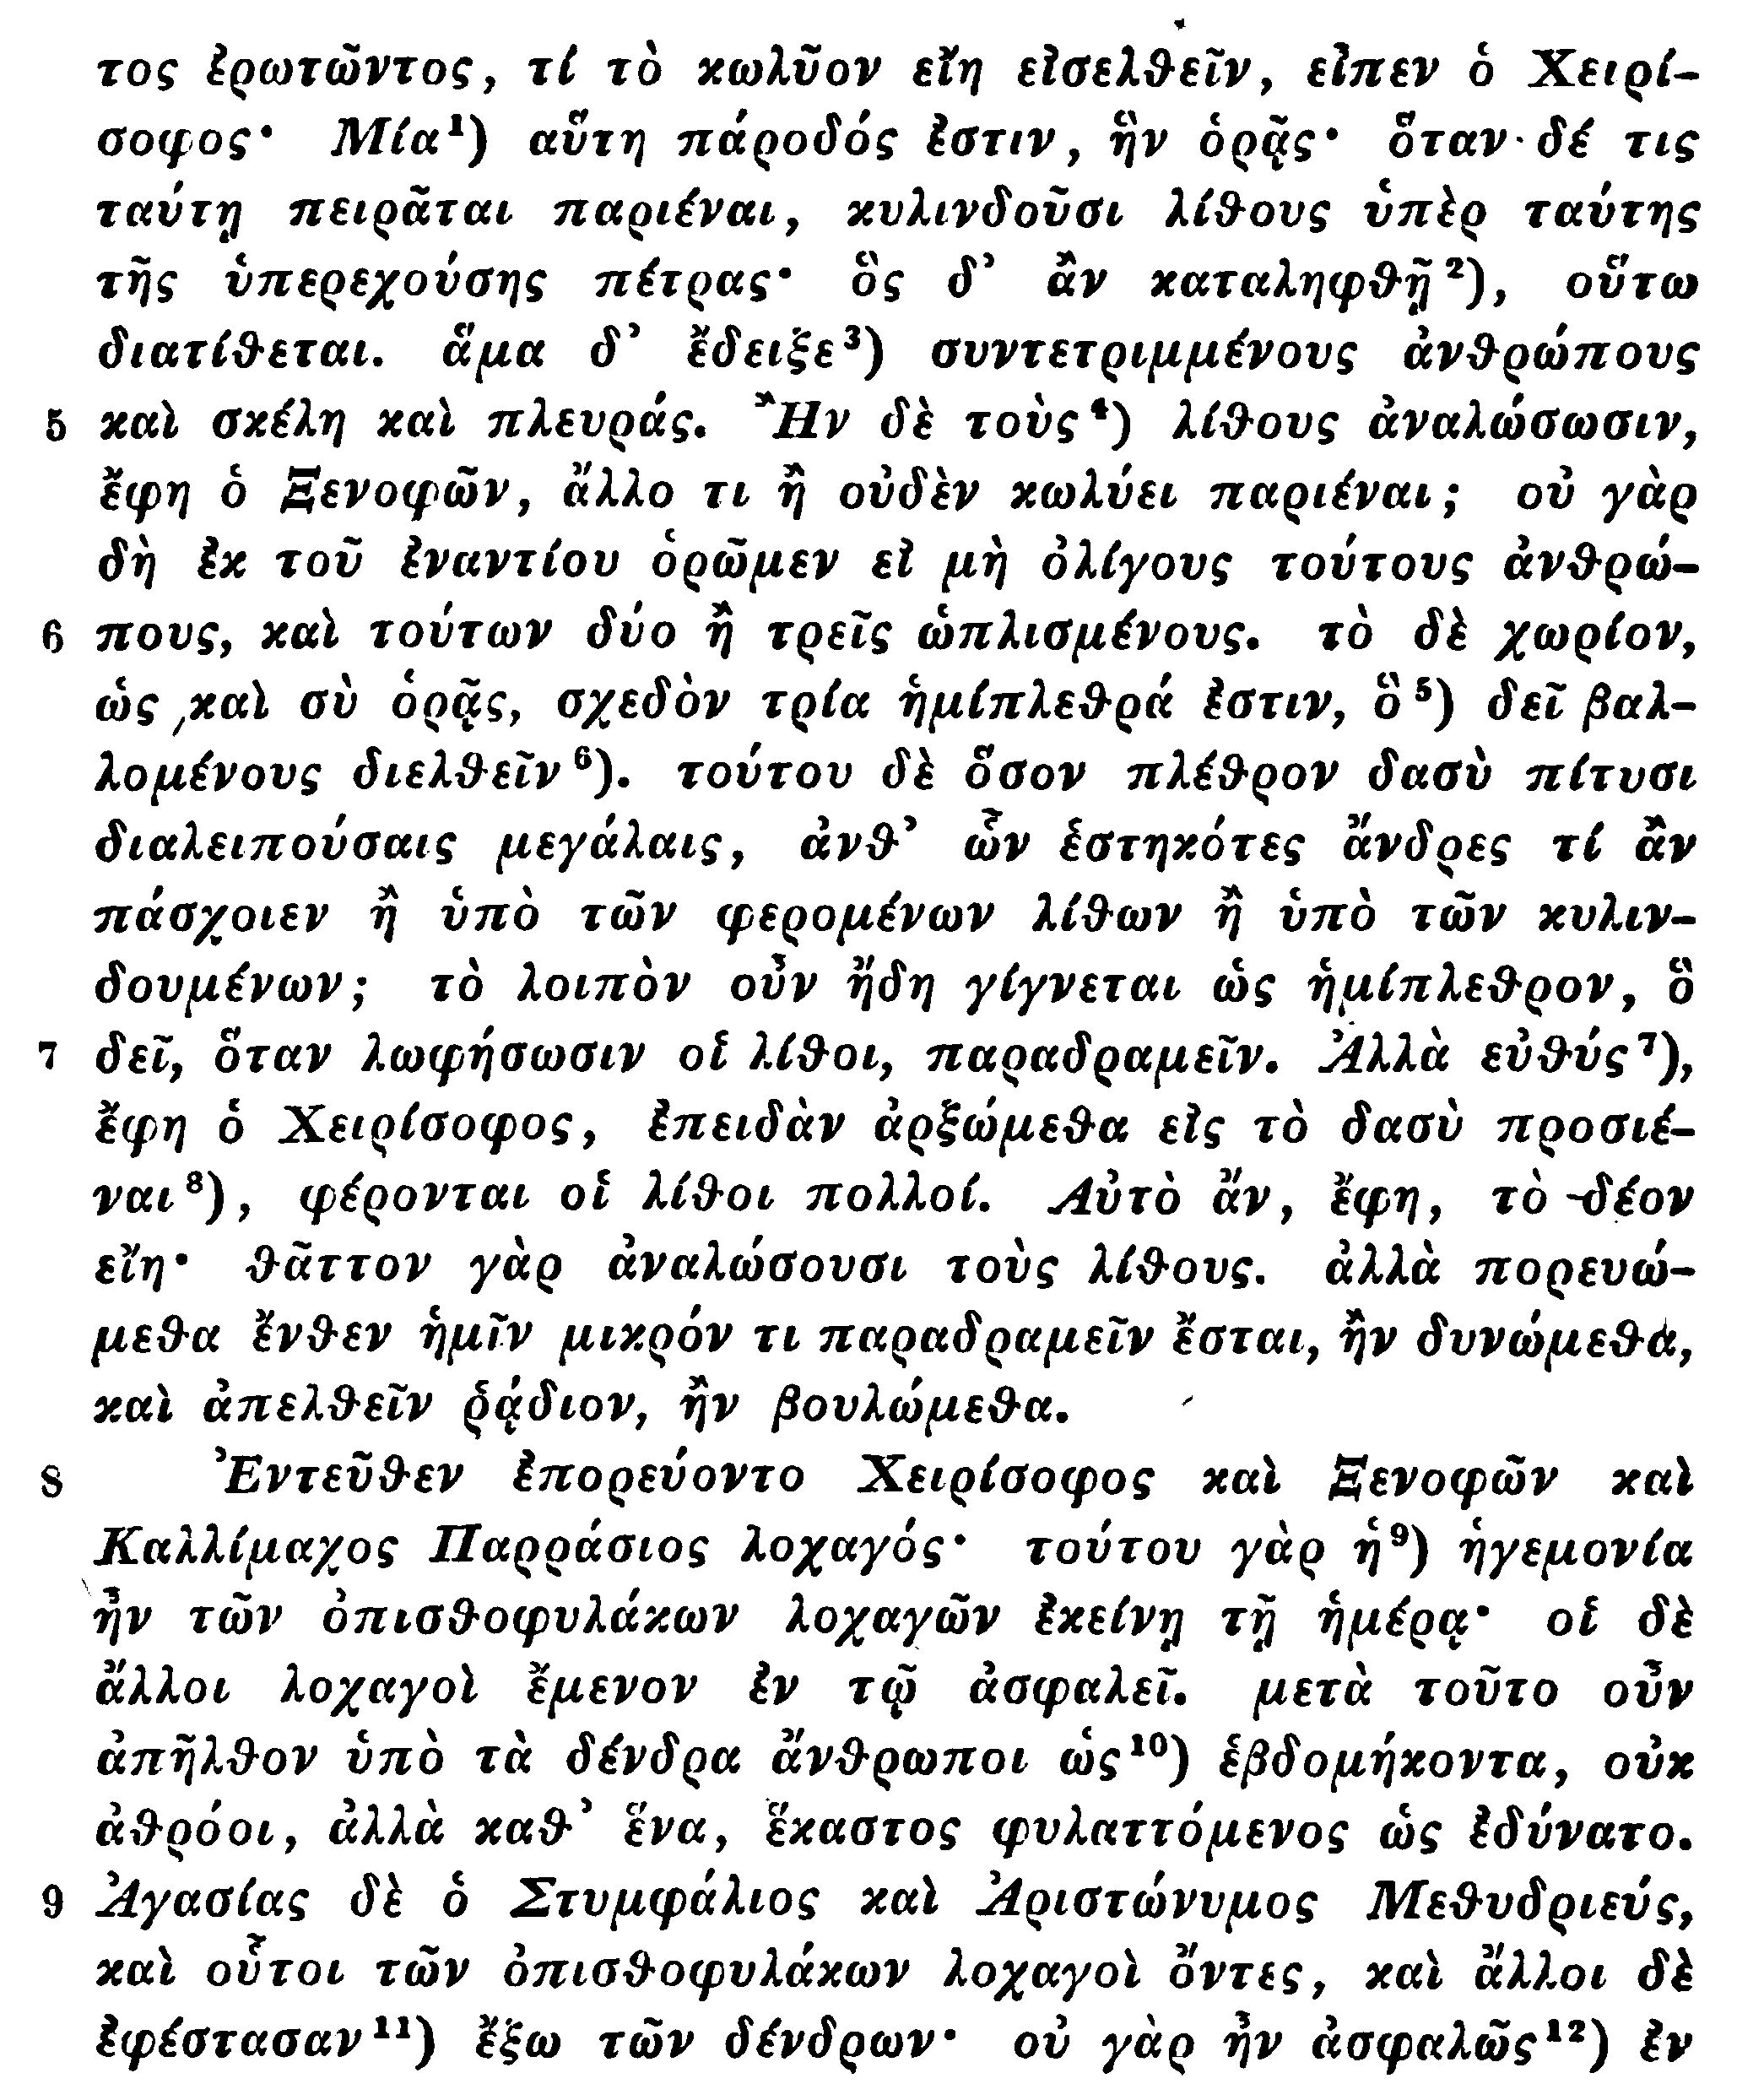 τος ἐρωτῶντος, τί τὸ κωλῦον εἴη εἰσελθεῖν, εἶπεν ὁ Χειρί-
σοφος· Μία¹) αὕτη πάροδός ἐστιν, ἣν ὁρᾷς· ὅταν δέ τις
ταύτῃ πειρᾶται παριέναι, κυλινδοῦσι λίθους ὑπὲρ ταύτης
τῆς ὑπερεχούσης πέτρας· ὃς δ᾽ ἂν καταληφθῇ²), οὕτω
διατίθεται. ἅμα δ᾽ ἔδειξε³) συντετριμμένους ἀνθρώπους
5 καὶ σκέλη καὶ πλευράς. Ἢν δὲ τοὺς⁴) λίθους ἀναλώσωσιν,
ἔφη ὁ Ξενοφῶν, ἄλλο τι ἢ οὐδὲν κωλύει παριέναι; οὐ γὰρ
δὴ ἐκ τοῦ ἐναντίου ὁρῶμεν εἰ μὴ ὀλίγους τούτους ἀνθρώ-
6 πους, καὶ τούτων δύο ἢ τρεῖς ὡπλισμένους. τὸ δὲ χωρίον,
ὡς καὶ σὺ ὁρᾷς, σχεδὸν τρία ἡμίπλεθρά ἐστιν, ὃ⁵) δεῖ βαλ-
λομένους διελθεῖν⁶). τούτου δὲ ὅσον πλέθρον δασὺ πίτυσι
διαλειπούσαις μεγάλαις, ἀνθ᾽ ὧν ἑστηκότες ἄνδρες τί ἂν
πάσχοιεν ἢ ὑπὸ τῶν φερομένων λίθων ἢ ὑπὸ τῶν κυλιν-
δουμένων; τὸ λοιπὸν οὖν ἤδη γίγνεται ὡς ἡμίπλεθρον, ὃ
7 δεῖ, ὅταν λωφήσωσιν οἱ λίθοι, παραδραμεῖν. Ἀλλὰ εὐθύς⁷),
ἔφη ὁ Χειρίσοφος, ἐπειδὰν ἀρξώμεθα εἰς τὸ δασὺ προσιέ-
ναι⁸), φέρονται οἱ λίθοι πολλοί. Αὐτὸ ἄν, ἔφη, τὸ δέον
εἴη· θᾶττον γὰρ ἀναλώσουσι τοὺς λίθους. ἀλλὰ πορευώ-
μεθα ἔνθεν ἡμῖν μικρόν τι παραδραμεῖν ἔσται, ἢν δυνώμεθα,
καὶ ἀπελθεῖν ῥᾴδιον, ἢν βουλώμεθα.
8 Ἐντεῦθεν ἐπορεύοντο Χειρίσοφος καὶ Ξενοφῶν καὶ
Καλλίμαχος Παρράσιος λοχαγός· τούτου γὰρ ἡ⁹) ἡγεμονία
ἦν τῶν ὀπισθοφυλάκων λοχαγῶν ἐκείνῃ τῇ ἡμέρᾳ· οἱ δὲ
ἄλλοι λοχαγοὶ ἔμενον ἐν τῷ ἀσφαλεῖ. μετὰ τοῦτο οὖν
ἀπῆλθον ὑπὸ τὰ δένδρα ἄνθρωποι ὡς¹⁰) ἑβδομήκοντα, οὐκ
ἀθρόοι, ἀλλὰ καθ᾽ ἕνα, ἕκαστος φυλαττόμενος ὡς ἐδύνατο.
9 Ἀγασίας δὲ ὁ Στυμφάλιος καὶ Ἀριστώνυμος Μεθυδριεύς,
καὶ οὗτοι τῶν ὀπισθοφυλάκων λοχαγοὶ ὄντες, καὶ ἄλλοι δὲ
ἐφέστασαν¹¹) ἔξω τῶν δένδρων· οὐ γὰρ ἦν ἀσφαλῶς¹²) ἐν